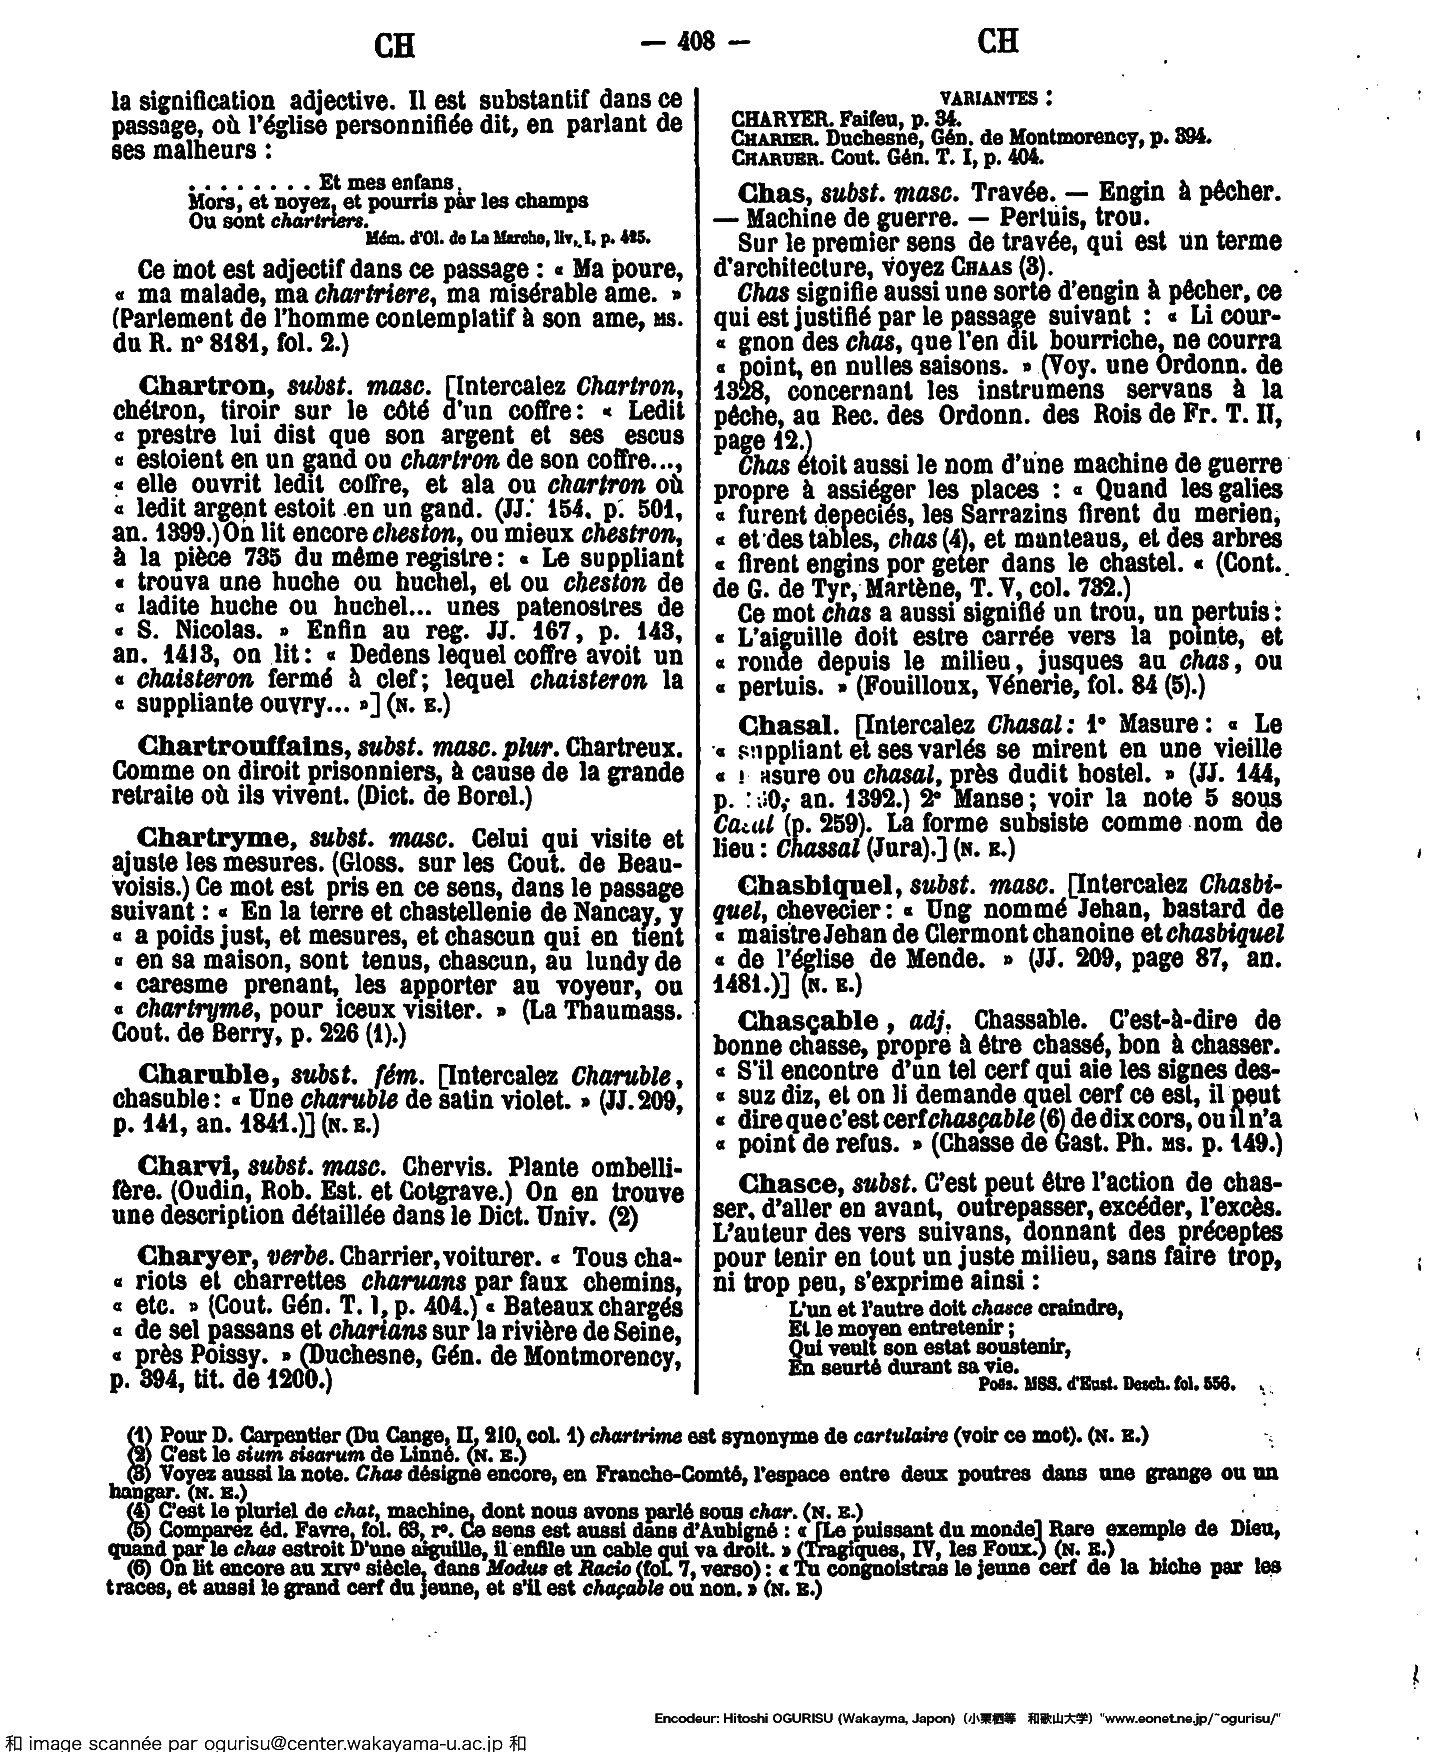 CH
— 408 —
CH
la signification adjective. Il est substantif dans ce
passage, où l'église personnifiée dit, en parlant de
ses malheurs :
. . . . . . . . Et mes enfans
Mors, et noyez, et pourris par les champs
Ou sont chartriers.
Mém. d'Ol. de La Marche, liv. I, p. 425.
Ce mot est adjectif dans ce passage : « Ma poure,
« ma malade, ma chartriere, ma misérable ame. »
(Parlement de l'homme contemplatif à son ame, MS.
du R. n° 8181, fol. 2.)
Chartron, subst. masc. [Intercalez Chartron,
chétron, tiroir sur le côté d'un coffre : « Ledit
« prestre lui dist que son argent et ses escus
« estoient en un gand ou chartron de son coffre...,
« elle ouvrit ledit coffre, et ala ou chartron où
« ledit argent estoit en un gand. (JJ. 154. p. 501,
an. 1399.) On lit encore cheston, ou mieux chestron,
à la pièce 735 du même registre : « Le suppliant
« trouva une huche ou huchel, et ou cheston de
« ladite huche ou huchel... unes patenostres de
« S. Nicolas. » Enfin au reg. JJ. 167, p. 143,
an. 1413, on lit : « Dedens lequel coffre avoit un
« chaisteron fermé à clef ; lequel chaisteron la
« suppliante ouvry... »] (N. E.)
Chartrouffains, subst. masc. plur. Chartreux.
Comme on diroit prisonniers, à cause de la grande
retraite où ils vivent. (Dict. de Borel.)
Chartryme, subst. masc. Celui qui visite et
ajuste les mesures. (Gloss. sur les Cout. de Beau-
voisis.) Ce mot est pris en ce sens, dans le passage
suivant : « En la terre et chastellenie de Nancay, y
« a poids just, et mesures, et chascun qui en tient
« en sa maison, sont tenus, chascun, au lundy de
« caresme prenant, les apporter au voyeur, ou
« chartryme, pour iceux visiter. » (La Thaumass.
Cout. de Berry, p. 226 (1).)
Charuble, subst. fém. [Intercalez Charuble,
chasuble : « Une charuble de satin violet. » (JJ. 209,
p. 141, an. 1841.)] (N. E.)
Charvi, subst. masc. Chervis. Plante ombelli-
fère. (Oudin, Rob. Est. et Cotgrave.) On en trouve
une description détaillée dans le Dict. Univ. (2)
Charyer, verbe. Charrier, voiturer. « Tous cha-
« riots et charrettes charuans par faux chemins,
« etc. » (Cout. Gén. T. I, p. 404.) « Bateaux chargés
« de sel passans et charians sur la rivière de Seine,
« près Poissy. » (Duchesne, Gén. de Montmorency,
p. 394, tit. de 1200.)
VARIANTES :
CHARYER. Faifeu, p. 34.
CHARIER. Duchesne, Gén. de Montmorency, p. 394.
CHARUER. Cout. Gén. T. I, p. 404.
Chas, subst. masc. Travée. — Engin à pêcher.
— Machine de guerre. — Pertuis, trou.
Sur le premier sens de travée, qui est un terme
d'architecture, voyez CHAAS (3).
Chas signifie aussi une sorte d'engin à pêcher, ce
qui est justifié par le passage suivant : « Li cour-
« gnon des chas, que l'en dit bourriche, ne courra
« point, en nulles saisons. » (Voy. une Ordonn. de
1328, concernant les instrumens servans à la
pêche, au Rec. des Ordonn. des Rois de Fr. T. II,
page 12.)
Chas étoit aussi le nom d'une machine de guerre
propre à assiéger les places : « Quand les galies
« furent depeciés, les Sarrazins firent du merien,
« et des tables, chas (4), et manteaus, et des arbres
« firent engins por geter dans le chastel. « (Cont.
de G. de Tyr, Martène, T. V, col. 732.)
Ce mot chas a aussi signifié un trou, un pertuis :
« L'aiguille doit estre carrée vers la pointe, et
« ronde depuis le milieu, jusques au chas, ou
« pertuis. » (Fouilloux, Vénerie, fol. 84 (5).)
Chasal. [Intercalez Chasal : 1° Masure : « Le
« suppliant et ses varlés se mirent en une vieille
« masure ou chasal, près dudit hostel. » (JJ. 144,
p. an. 1392.) 2° Manse ; voir la note 5 sous
Casal (p. 259). La forme subsiste comme nom de
lieu : Chassal (Jura).] (N. E.)
Chasbiquel, subst. masc. [Intercalez Chasbi-
quel, chevecier : « Ung nommé Jehan, bastard de
« maistre Jehan de Clermont chanoine et chasbiquel
« de l'église de Mende. » (JJ. 209, page 87, an.
1481.)] (N. E.)
Chasçable, adj. Chassable. C'est-à-dire de
bonne chasse, propre à être chassé, bon à chasser.
« S'il encontre d'un tel cerf qui aie les signes des-
« suz diz, et on li demande quel cerf ce est, il peut
« dire que c'est cerf chasçable (6) de dix cors, ou il n'a
« point de refus. » (Chasse de Gast. Ph. MS. p. 149.)
Chasce, subst. C'est peut être l'action de chas-
ser, d'aller en avant, outrepasser, excéder, l'excès.
L'auteur des vers suivans, donnant des préceptes
pour tenir en tout un juste milieu, sans faire trop,
ni trop peu, s'exprime ainsi :
L'un et l'autre doit chasce craindre,
Et le moyen entretenir ;
Qui veult son estat soustenir,
En seurté durant sa vie.
Poës. MSS. d'Eust. Desch. fol. 556.
(1) Pour D. Carpentier (Du Cange, II, 210, col. 1) chartrime est synonyme de cartulaire (voir ce mot). (N. E.)
(2) C'est le sium sisarum de Linné. (N. E.)
(3) Voyez aussi la note. Chas désigne encore, en Franche-Comté, l'espace entre deux poutres dans une grange ou un
hangar. (N. E.)
(4) C'est le pluriel de chat, machine, dont nous avons parlé sous char. (N. E.)
(5) Comparez éd. Favre, fol. 63, r°. Ce sens est aussi dans d'Aubigné : « [Le puissant du monde] Rare exemple de Dieu,
quand par le chas estroit D'une aiguille, il enfile un cable qui va droit. » (Tragiques, IV, les Foux.) (N. E.)
(6) On lit encore au XIVe siècle, dans Modus et Racio (fol. 7, verso) : « Tu congnoistras le jeune cerf de la biche par les
traces, et aussi le grand cerf du jeune, et s'il est chaçable ou non. » (N. E.)
Encodeur: Hitoshi OGURISU (Wakayma, Japon) (小栗栖等 和歌山大学) "www.eonet.ne.jp/~ogurisu/"
和 image scannée par ogurisu@center.wakayama-u.ac.jp 和